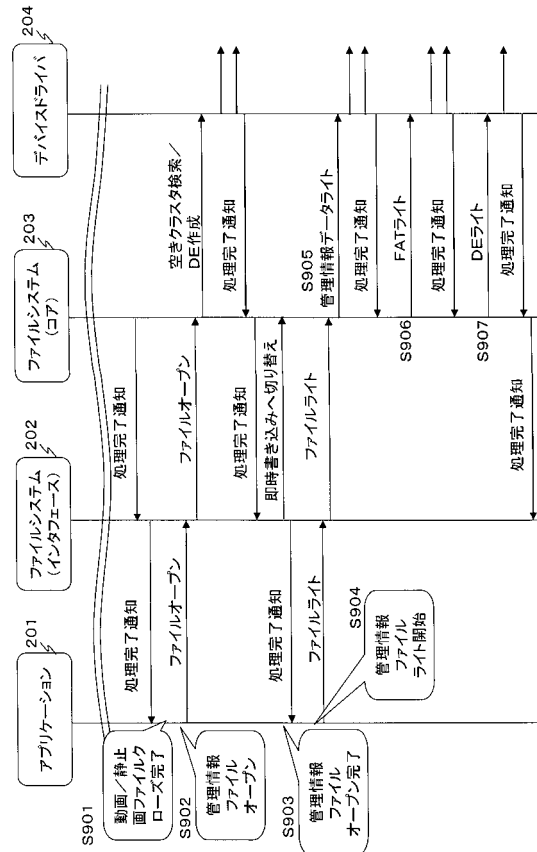 アプリケーション
201
ファイルシステム
(インタフェース)
202
ファイルシステム
(コア)
203
デバイスドライバ
204
S901
動画/静止
画ファイルク
ローズ完了
処理完了通知
処理完了通知
S902
管理情報
ファイル
オープン
ファイルオープン
ファイルオープン
空きクラスタ検索/
DE作成
処理完了通知
処理完了通知
即時書き込みへ切り替え
S903
管理情報
ファイル
オープン完了
処理完了通知
S904
管理情報
ファイル
ライト開始
ファイルライト
ファイルライト
S905
管理情報データライト
処理完了通知
S906
FATライト
処理完了通知
S907
DEライト
処理完了通知
処理完了通知